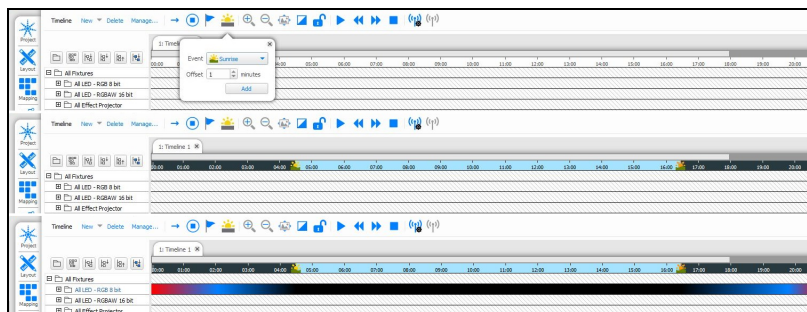 Timeline New Delete Manage...
Project
1: Timeli
Event Sunrise
00:00 04:00 05:00 06:00 07:00 08:00 09:00 10:00 11:00 12:00 13:00 14:00 15:00 16:00 17:00 18:00 19:00 20:00
Layout
Offset 1 minutes
All Fixtures
Add
All LED - RGB 8 bit
All LED - RGBAW 16 bit
Mapping
All Effect Projector
Timeline New Delete Manage...
Project
1: Timeline 1
00:00 01:00 02:00 03:00 04:00 05:00 06:00 07:00 08:00 09:00 10:00 11:00 12:00 13:00 14:00 15:00 16:00 17:00 18:00 19:00 20:00
Layout
All Fixtures
All LED - RGB 8 bit
All LED - RGBAW 16 bit
Mapping
All Effect Projector
Timeline New Delete Manage...
Project
1: Timeline 1
00:00 01:00 02:00 03:00 04:00 05:00 06:00 07:00 08:00 09:00 10:00 11:00 12:00 13:00 14:00 15:00 16:00 17:00 18:00 19:00 20:00
Layout
All Fixtures
All LED - RGB 8 bit
All LED - RGBAW 16 bit
Mapping
All Effect Projector